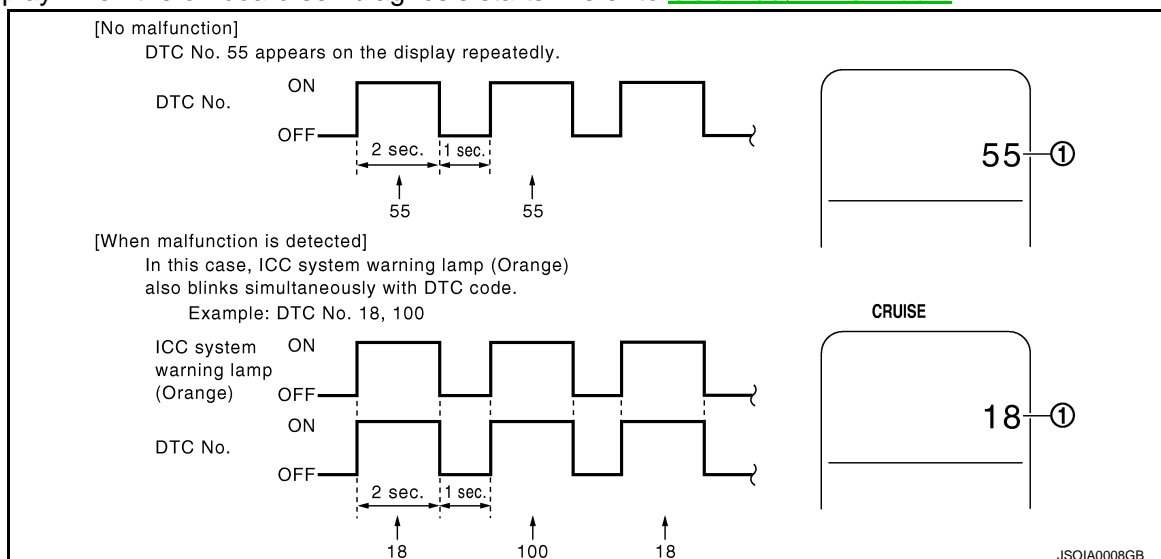 [No malfunction]
DTC No. 55 appears on the display repeatedly.
ON
DTC No.
OFF
2 sec.
1 sec.
55
55
55
①
[When malfunction is detected]
In this case, ICC system warning lamp (Orange)
also blinks simultaneously with DTC code.
Example: DTC No. 18, 100
ICC system
warning lamp
(Orange)
ON
OFF
ON
DTC No.
OFF
2 sec.
1 sec.
18
100
18
CRUISE
18
①
JSOIA0008GB